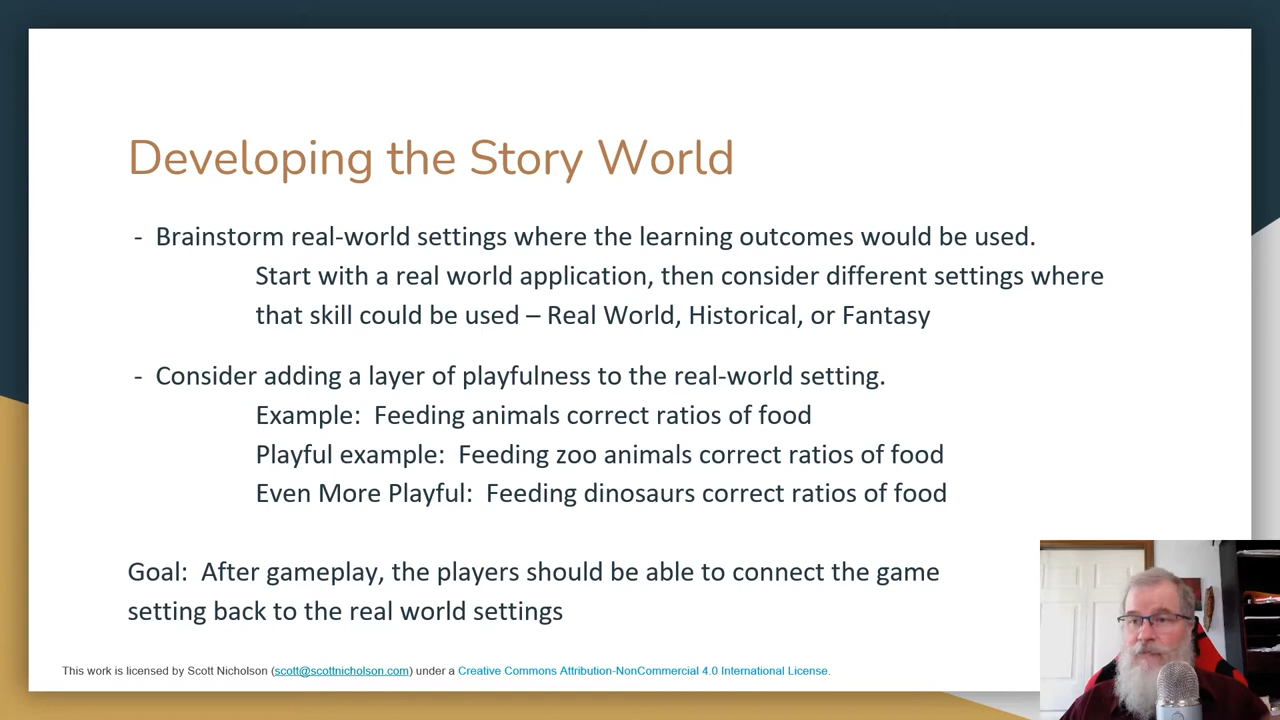 Developing the Story World
- Brainstorm real-world settings where the learning outcomes would be used.
Start with a real world application, then consider different settings where
that skill could be used – Real World, Historical, or Fantasy
- Consider adding a layer of playfulness to the real-world setting.
Example: Feeding animals correct ratios of food
Playful example: Feeding zoo animals correct ratios of food
Even More Playful: Feeding dinosaurs correct ratios of food
Goal: After gameplay, the players should be able to connect the game
setting back to the real world settings
This work is licensed by Scott Nicholson (scott@scottnicholson.com) under a Creative Commons Attribution-NonCommercial 4.0 International License.